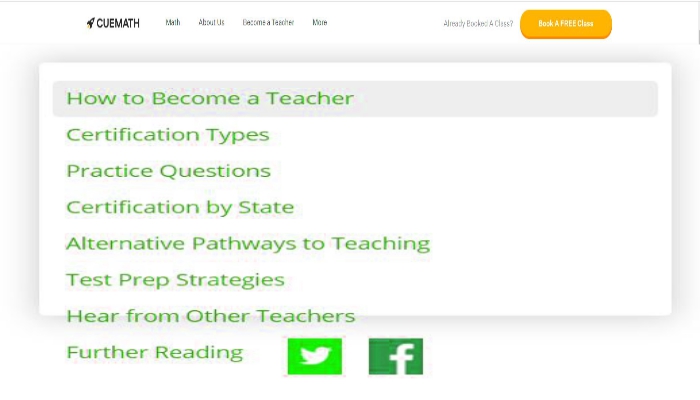 CUEMATH Math About Us Become a Teacher More Already Booked A Class? Book A FREE Class
How to Become a Teacher
Certification Types
Practice Questions
Certification by State
Alternative Pathways to Teaching
Test Prep Strategies
Hear from Other Teachers
Further Reading